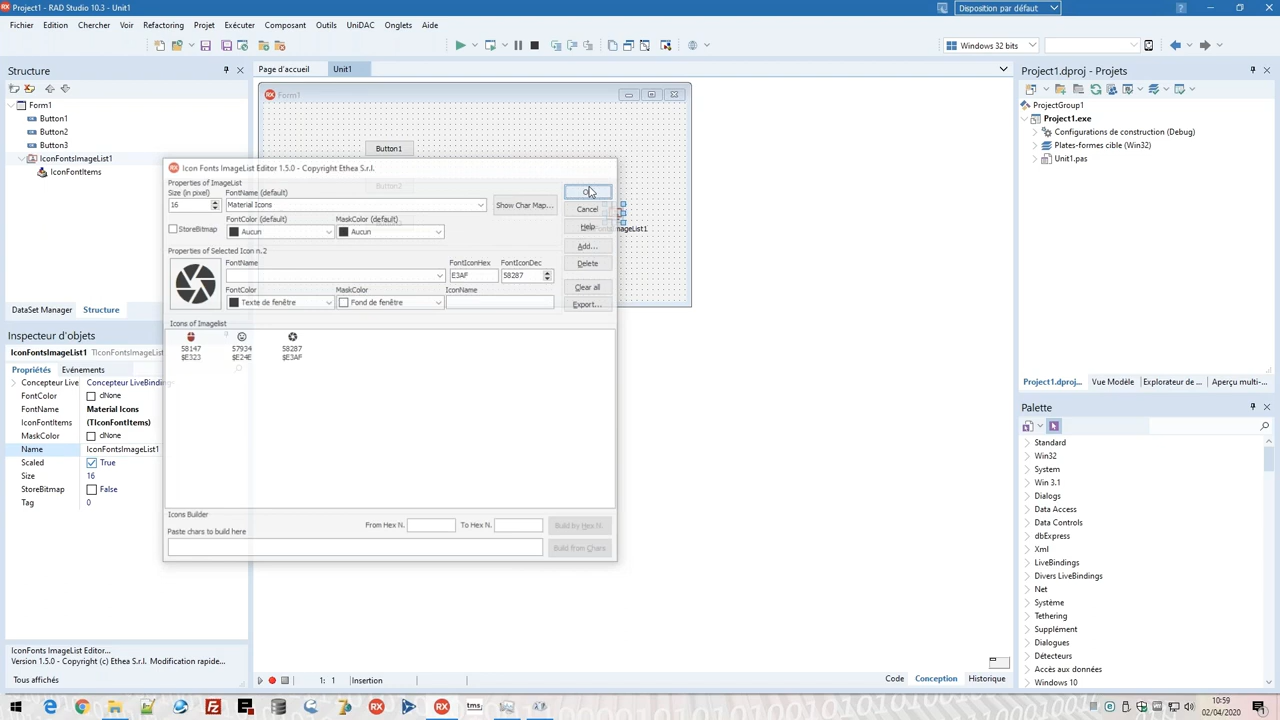 Project1 - RAD Studio 10.3 - Unit1
Disposition par défaut
Fichier Edition Chercher Voir Refactoring Projet Exécuter Composant Outils UniDAC Onglets Aide
Windows 32 bits
Structure
Form1
Button1
Button2
Button3
IconFontsImageList1
IconFontItems
DataSet Manager Structure
Inspecteur d'objets
IconFontsImageList1 TIconFontsImageList
Propriétés Evénements
Concepteur Live Concepteur LiveBinding
FontColor clNone
FontName Material Icons
IconFontItems (TIconFontItems)
MaskColor clNone
Name IconFontsImageList1
Scaled True
Size 16
StoreBitmap False
Tag 0
IconFonts ImageList Editor...
Version 1.5.0 - Copyright (c) Ethea S.r.l. Modification rapide...
Tous affichés
Page d'accueil Unit1
Form1
Button1
Button2
Icon Fonts ImageList Editor 1.5.0 - Copyright Ethea S.r.l.
Properties of ImageList
Size (in pixel) FontName (default)
16 Material Icons Show Char Map...
FontColor (default) MaskColor (default)
StoreBitmap Aucun Aucun
Properties of Selected Icon n.2
FontName FontIconHex FontIconDec
E3AF 58287
FontColor MaskColor IconName
Texte de fenêtre Fond de fenêtre
Cancel
Help
Add...
Delete
Clear all
Export...
Icons of Imagelist
58147 57934 58287
$E323 $E24E $E3AF
Icons Builder
Paste chars to build here
From Hex N. To Hex N. Build by Hex N.
Build from Chars
1: 1 Insertion
Code Conception Historique
Project1.dproj - Projets
ProjectGroup1
Project1.exe
Configurations de construction (Debug)
Plates-formes cible (Win32)
Unit1.pas
Project1.dproj... Vue Modèle Explorateur de ... Aperçu multi-...
Palette
Standard
Win32
System
Win 3.1
Dialogs
Data Access
Data Controls
dbExpress
Xml
LiveBindings
Divers LiveBindings
Net
Système
Tethering
Supplément
Dialogues
Détecteurs
Accès aux données
Windows 10
10:59
02/04/2020